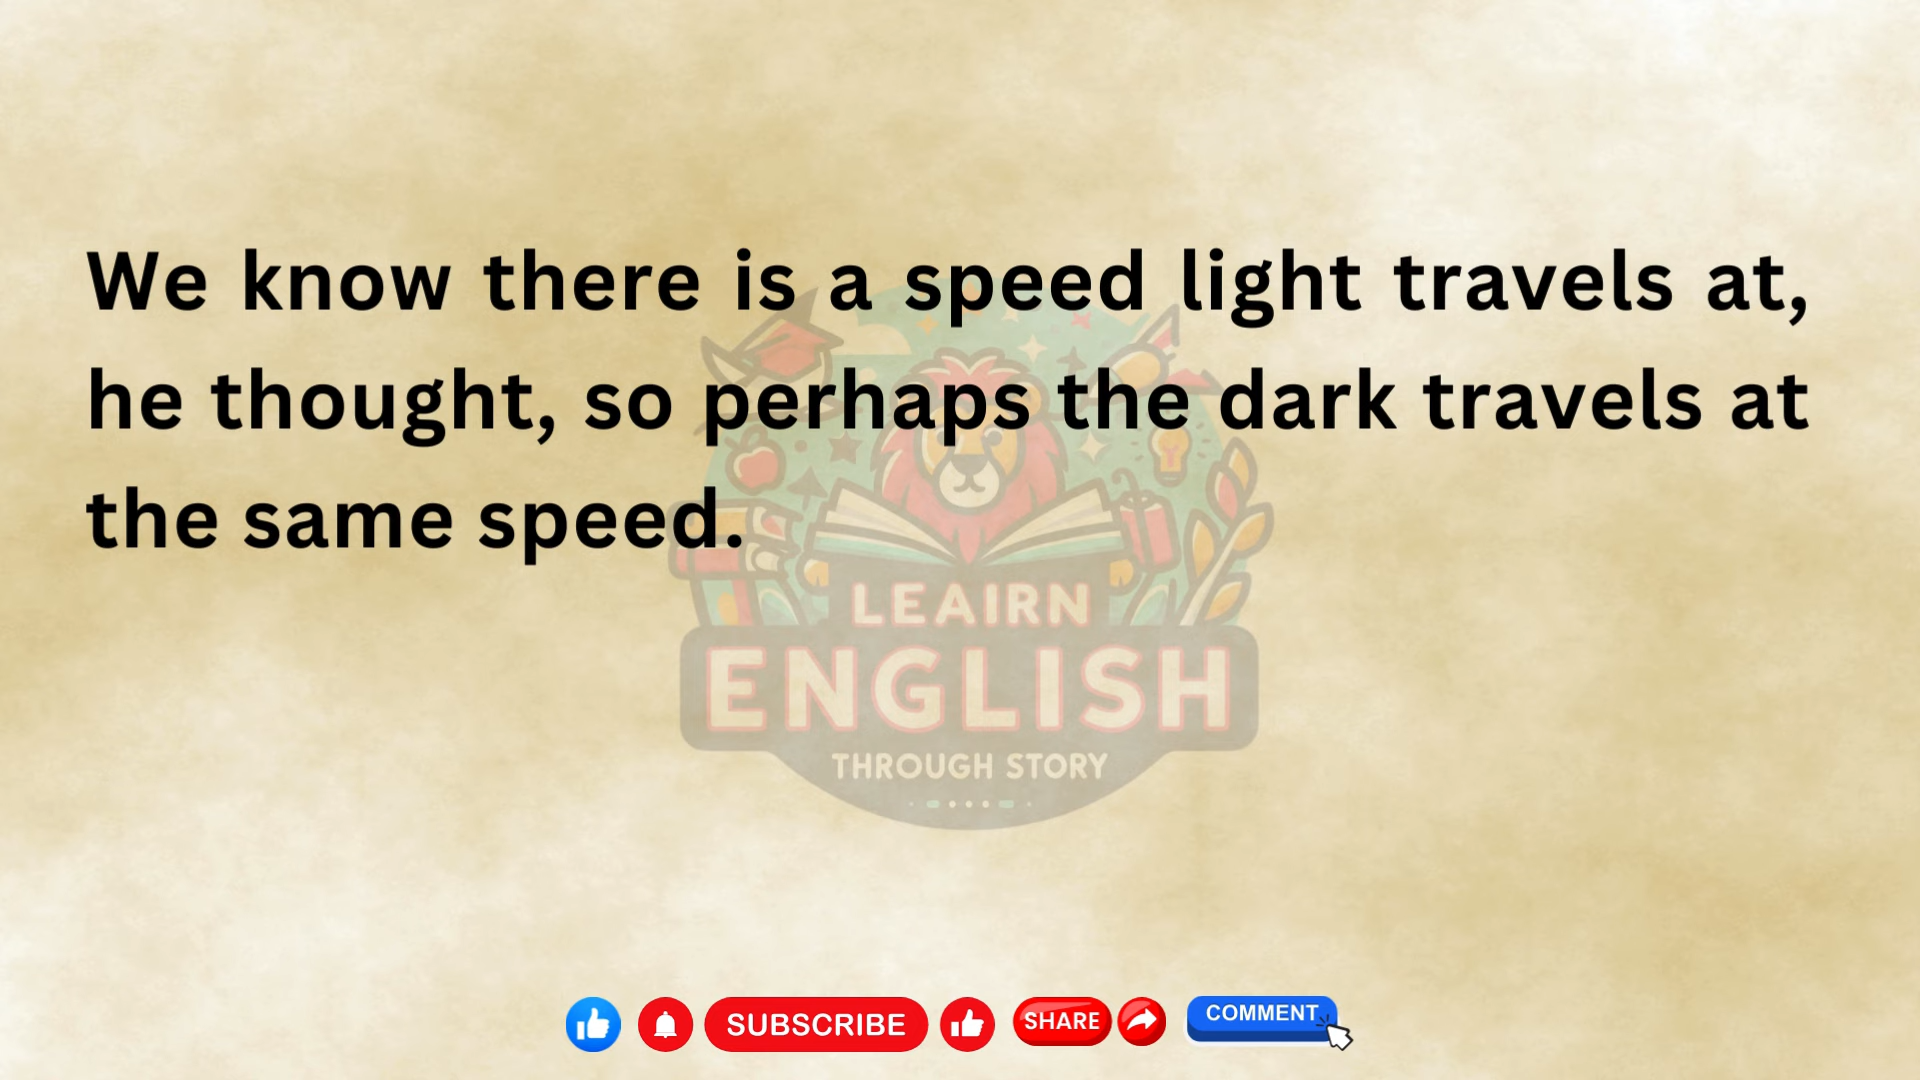 We know there is a speed light travels at,
he thought, so perhaps the dark travels at
the same speed.
LEAIRN
ENGLISH
THROUGH STORY
SUBSCRIBE
SHARE
COMMENT